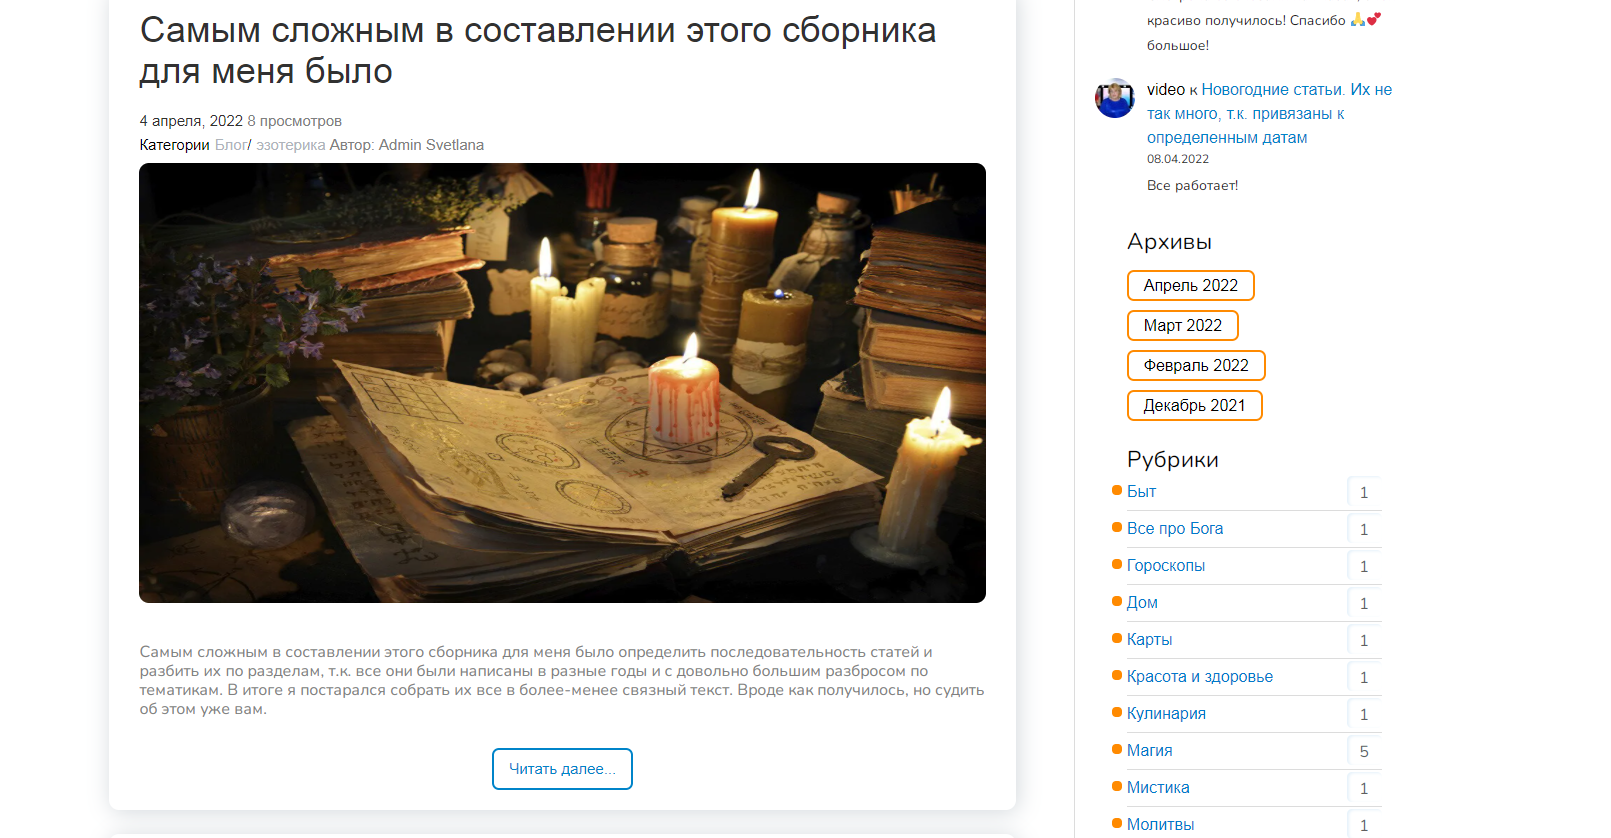 Самым сложным в составлении этого сборника
для меня было
4 апреля, 2022 8 просмотров
Категории Блог/ эзотерика Автор: Admin Svetlana
Самым сложным в составлении этого сборника для меня было определить последовательность статей и
разбить их по разделам, т.к. все они были написаны в разные годы и с довольно большим разбросом по
тематикам. В итоге я постарался собрать их все в более-менее связный текст. Вроде как получилось, но судить
об этом уже вам.
Читать далее...
красиво получилось! Спасибо 🙏💕
большое!
video к Новогодние статьи. Их не
так много, т.к. привязаны к
определенным датам
08.04.2022
Все работает!
Архивы
Апрель 2022
Март 2022
Февраль 2022
Декабрь 2021
Рубрики
Быт 1
Все про Бога 1
Гороскопы 1
Дом 1
Карты 1
Красота и здоровье 1
Кулинария 1
Магия 5
Мистика 1
Молитвы 1